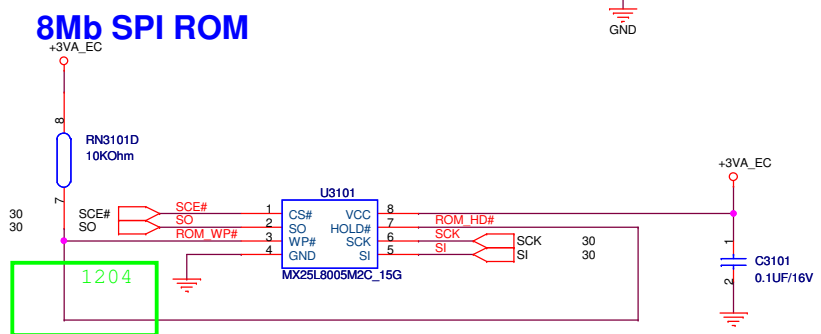 8Mb SPI ROM
GND
+3VA_EC
8
RN3101D
10KOhm
7
+3VA_EC
U3101
30 SCE# SCE# 1 CS# VCC 8
30 SO SO 2 SO HOLD# 7 ROM_HD#
ROM_WP# 3 WP# SCK 6 SCK SCK 30
4 GND SI 5 SI SI 30
MX25L8005M2C_15G
1204
1
C3101
0.1UF/16V
2